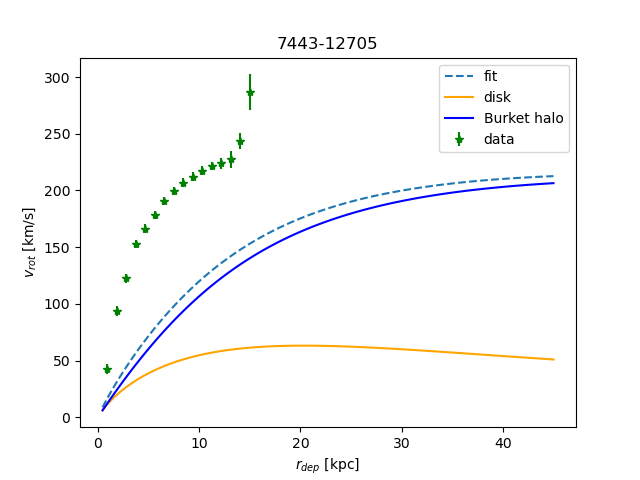 7443-12705
300
250
200
150
100
50
0
v_rot [km/s]
fit
disk
Burket halo
data
0 10 20 30 40
r_dep [kpc]